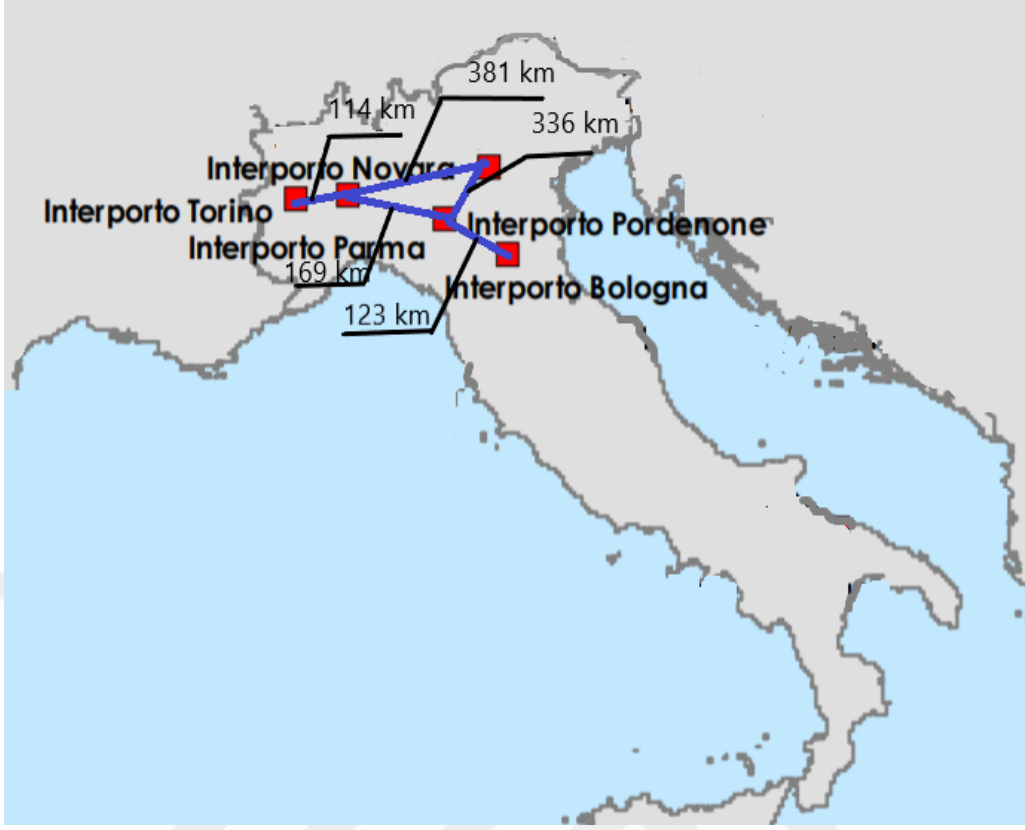 381 km
114 km
336 km
Interporto Novara
Interporto Torino
Interporto Pordenone
Interporto Parma
169 km
Interporto Bologna
123 km